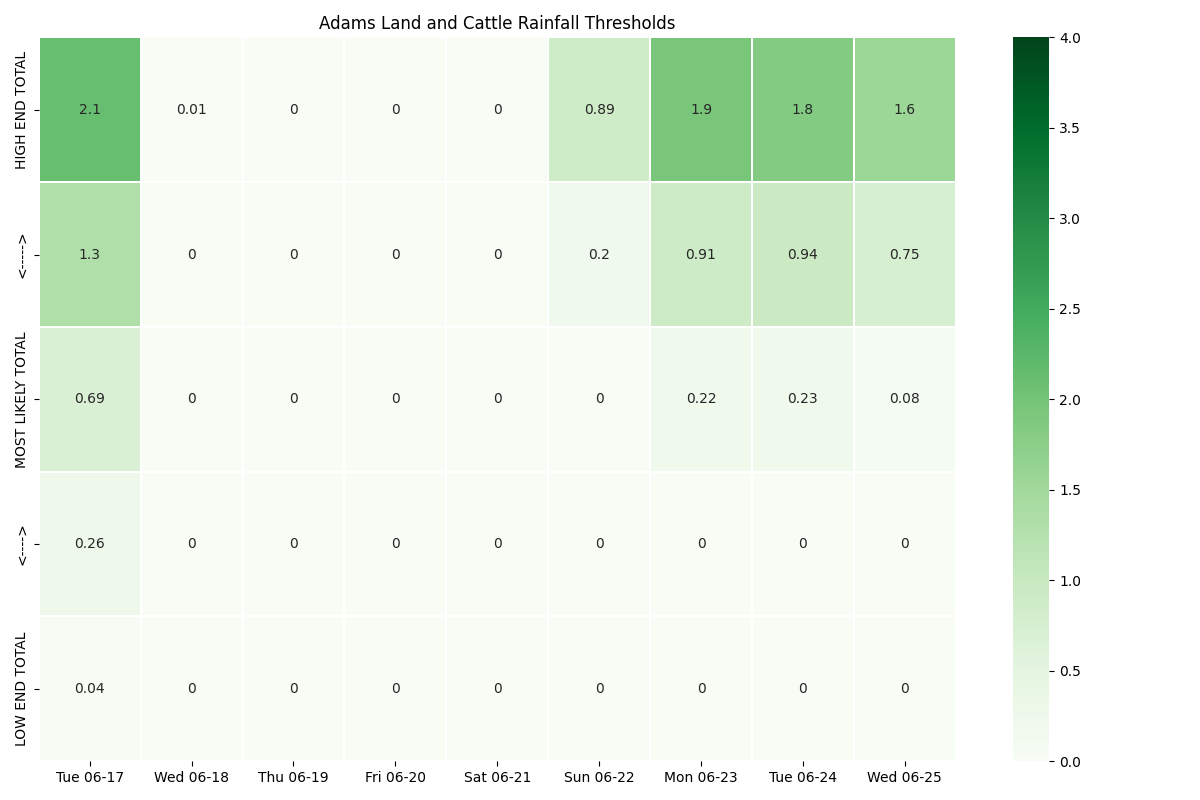 Adams Land and Cattle Rainfall Thresholds
HIGH END TOTAL
2.1 0.01 0 0 0 0.89 1.9 1.8 1.6
<----->
1.3 0 0 0 0 0.2 0.91 0.94 0.75
MOST LIKELY TOTAL
0.69 0 0 0 0 0 0.22 0.23 0.08
<---->
0.26 0 0 0 0 0 0 0 0
LOW END TOTAL
0.04 0 0 0 0 0 0 0 0
Tue 06-17 Wed 06-18 Thu 06-19 Fri 06-20 Sat 06-21 Sun 06-22 Mon 06-23 Tue 06-24 Wed 06-25
4.0
3.5
3.0
2.5
2.0
1.5
1.0
0.5
0.0